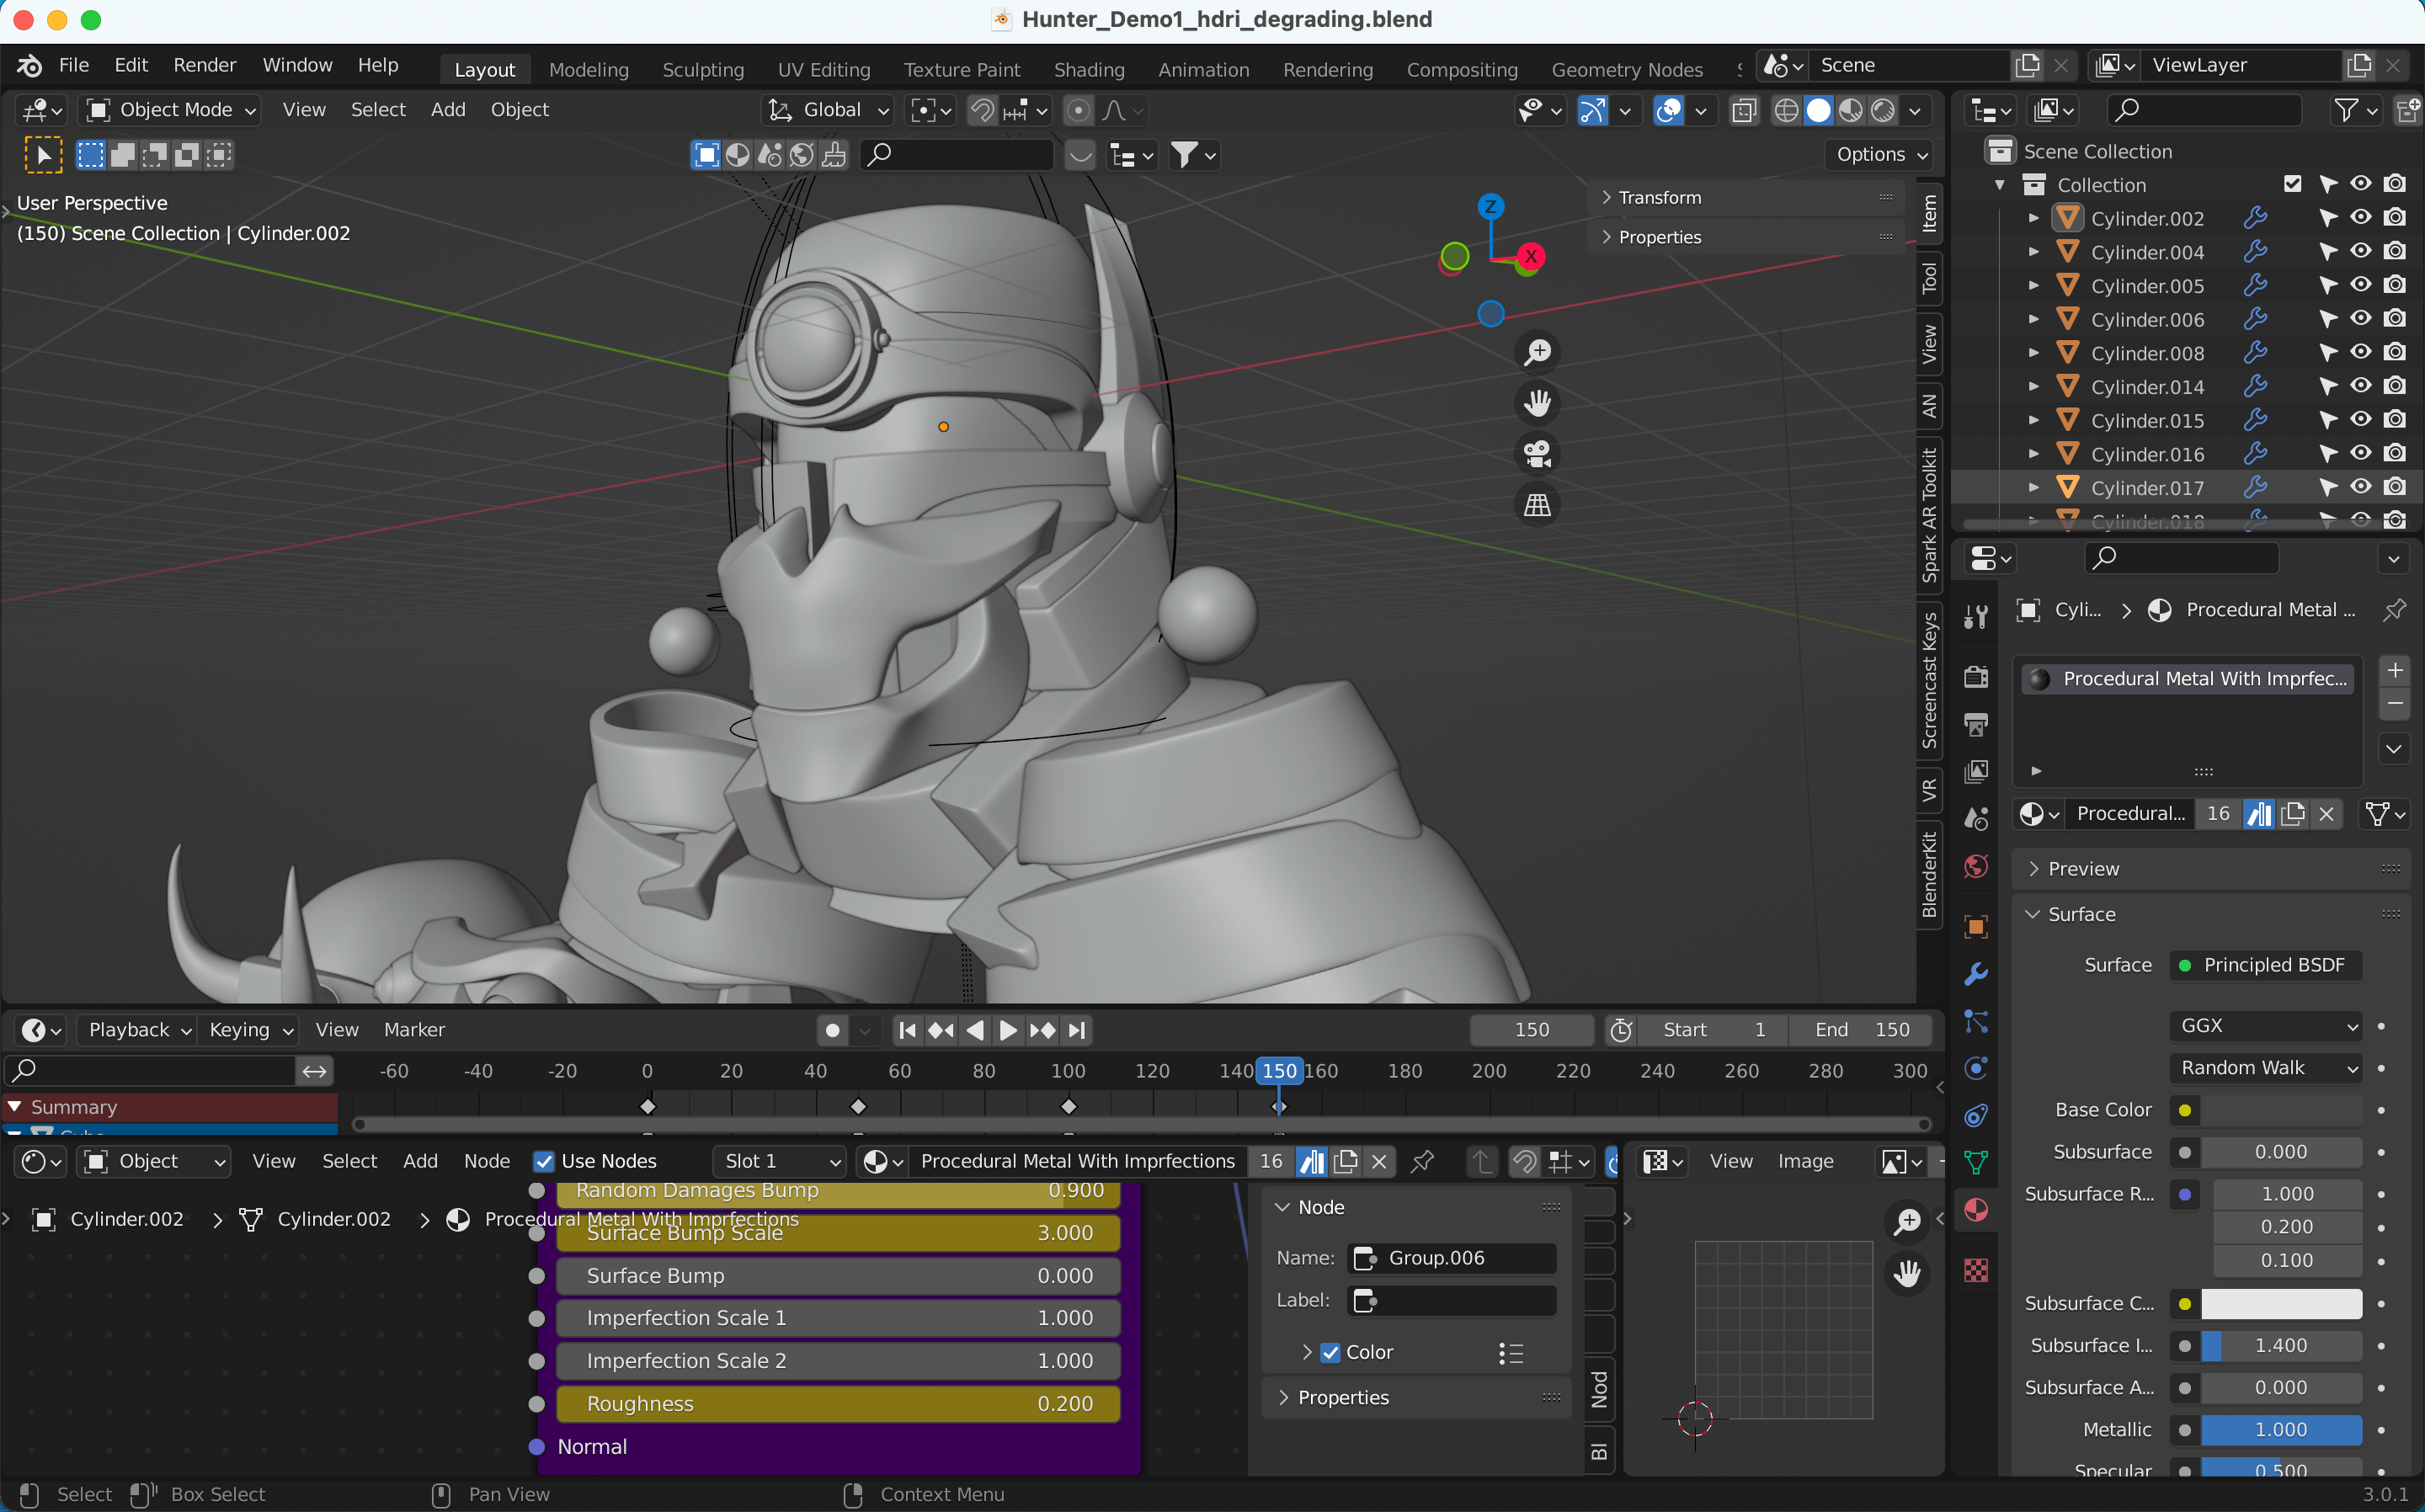 Hunter_Demo1_hdri_degrading.blend
File Edit Render Window Help
Layout Modeling Sculpting UV Editing Texture Paint Shading Animation Rendering Compositing Geometry Nodes
Scene
ViewLayer
Object Mode View Select Add Object
Global
Options
User Perspective
(150) Scene Collection | Cylinder.002
Z
X
Transform
Properties
Item
Tool
View
AN
Spark AR Toolkit
Screencast Keys
VR
BlenderKit
Scene Collection
Collection
Cylinder.002
Cylinder.004
Cylinder.005
Cylinder.006
Cylinder.008
Cylinder.014
Cylinder.015
Cylinder.016
Cylinder.017
Cylinder.018
Cyli... Procedural Metal ...
Procedural Metal With Imprfec...
Procedural... 16
Preview
Surface
Surface Principled BSDF
GGX
Random Walk
Base Color
Subsurface 0.000
Subsurface R... 1.000
0.200
0.100
Subsurface C...
Subsurface I... 1.400
Subsurface A... 0.000
Metallic 1.000
Specular 0.500
Playback Keying View Marker
150 Start 1 End 150
-60 -40 -20 0 20 40 60 80 100 120 140 150 160 180 200 220 240 260 280 300
Summary
Cube
Object View Select Add Node Use Nodes Slot 1 Procedural Metal With Imprfections 16
View Image
Random Damages Bump 0.900
Cylinder.002 Cylinder.002 Procedural Metal With Imprfections
Surface Bump Scale 3.000
Surface Bump 0.000
Imperfection Scale 1 1.000
Imperfection Scale 2 1.000
Roughness 0.200
Normal
Node
Name: Group.006
Label:
Color
Properties
Nod
Bl
Select Box Select Pan View Context Menu 3.0.1